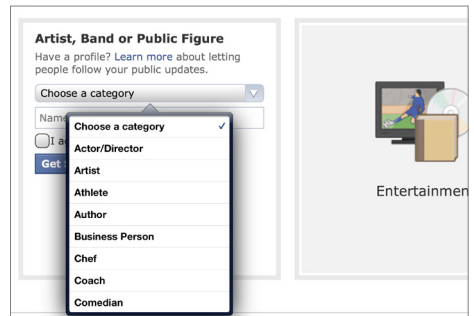 Artist, Band or Public Figure
Have a profile? Learn more about letting
people follow your public updates.
Choose a category
Name
Choose a category ✓
I a
Actor/Director
Get
Artist
Athlete
Author
Business Person
Chef
Coach
Comedian
Entertainmen